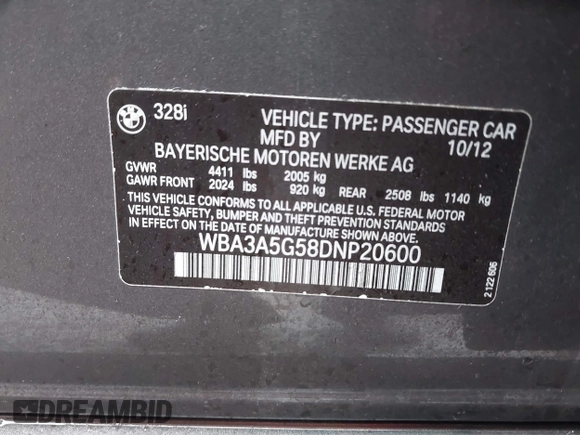 BMW 328i VEHICLE TYPE: PASSENGER CAR
MFD BY 10/12
BAYERISCHE MOTOREN WERKE AG
GVWR 4411 lbs 2005 kg
GAWR FRONT 2024 lbs 920 kg REAR 2508 lbs 1140 kg
THIS VEHICLE CONFORMS TO ALL APPLICABLE U.S. FEDERAL MOTOR
VEHICLE SAFETY, BUMPER AND THEFT PREVENTION STANDARDS
IN EFFECT ON THE DATE OF MANUFACTURE SHOWN ABOVE.
WBA3A5G58DNP20600
2 122 606
DREAMBID